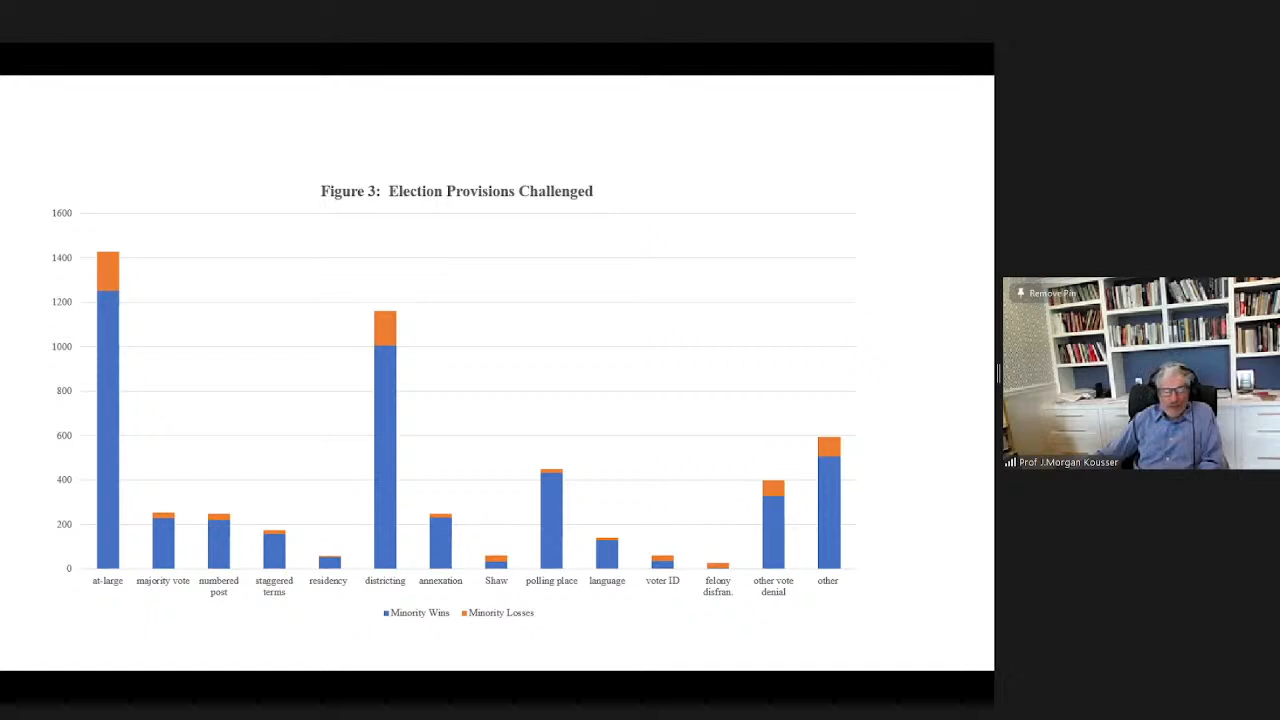 Figure 3: Election Provisions Challenged
1600
1400
1200
1000
800
600
400
200
0
at-large majority vote numbered post staggered terms residency districting annexation Shaw polling place language voter ID felony disfran. other vote denial other
Minority Wins Minority Losses
Remove Pin
Prof J.Morgan Kousser